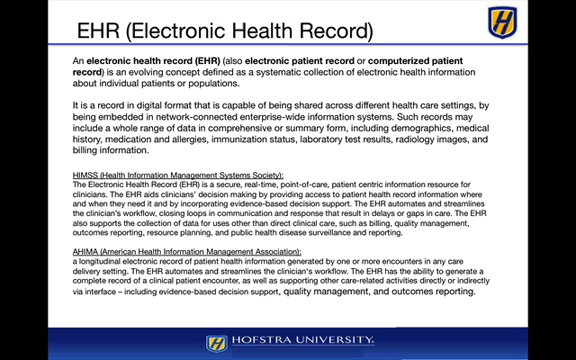 EHR (Electronic Health Record)
An electronic health record (EHR) (also electronic patient record or computerized patient
record) is an evolving concept defined as a systematic collection of electronic health information
about individual patients or populations.
It is a record in digital format that is capable of being shared across different health care settings, by
being embedded in network-connected enterprise-wide information systems. Such records may
include a whole range of data in comprehensive or summary form, including demographics, medical
history, medication and allergies, immunization status, laboratory test results, radiology images, and
billing information.
HIMSS (Health Information Management Systems Society):
The Electronic Health Record (EHR) is a secure, real-time, point-of-care, patient centric information resource for
clinicians. The EHR aids clinicians' decision making by providing access to patient health record information where
and when they need it and by incorporating evidence-based decision support. The EHR automates and streamlines
the clinician's workflow, closing loops in communication and response that result in delays or gaps in care. The EHR
also supports the collection of data for uses other than direct clinical care, such as billing, quality management,
outcomes reporting, resource planning, and public health disease surveillance and reporting.
AHIMA (American Health Information Management Association):
a longitudinal electronic record of patient health information generated by one or more encounters in any care
delivery setting. The EHR automates and streamlines the clinician's workflow. The EHR has the ability to generate a
complete record of a clinical patient encounter, as well as supporting other care-related activities directly or indirectly
via interface – including evidence-based decision support, quality management, and outcomes reporting.
HOFSTRA UNIVERSITY